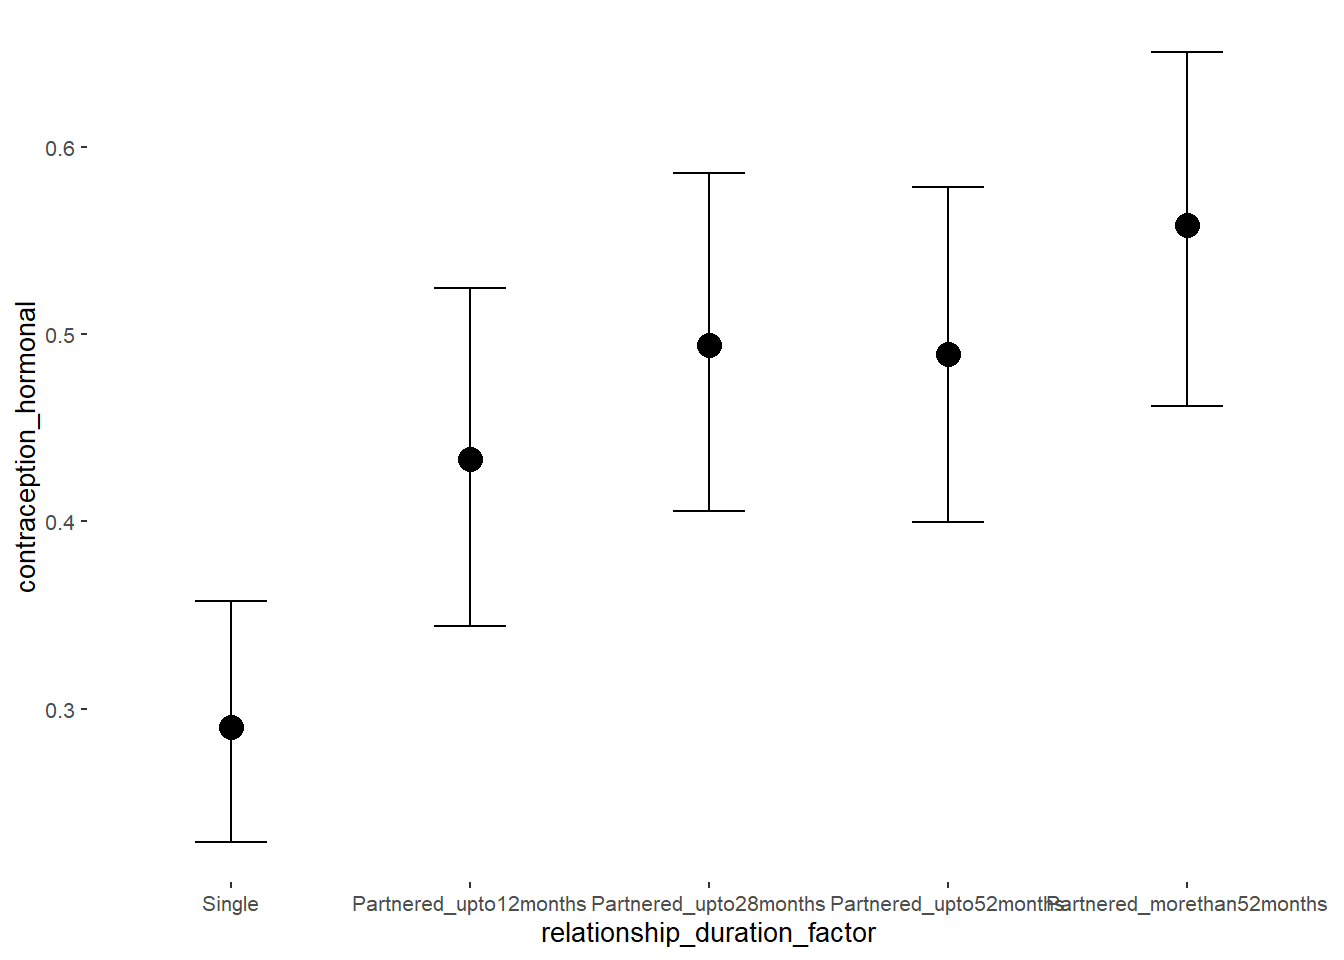 contraception_hormonal
0.6
0.5
0.4
0.3
Single Partnered_upto12months Partnered_upto28months Partnered_upto52months Partnered_morethan52months
relationship_duration_factor